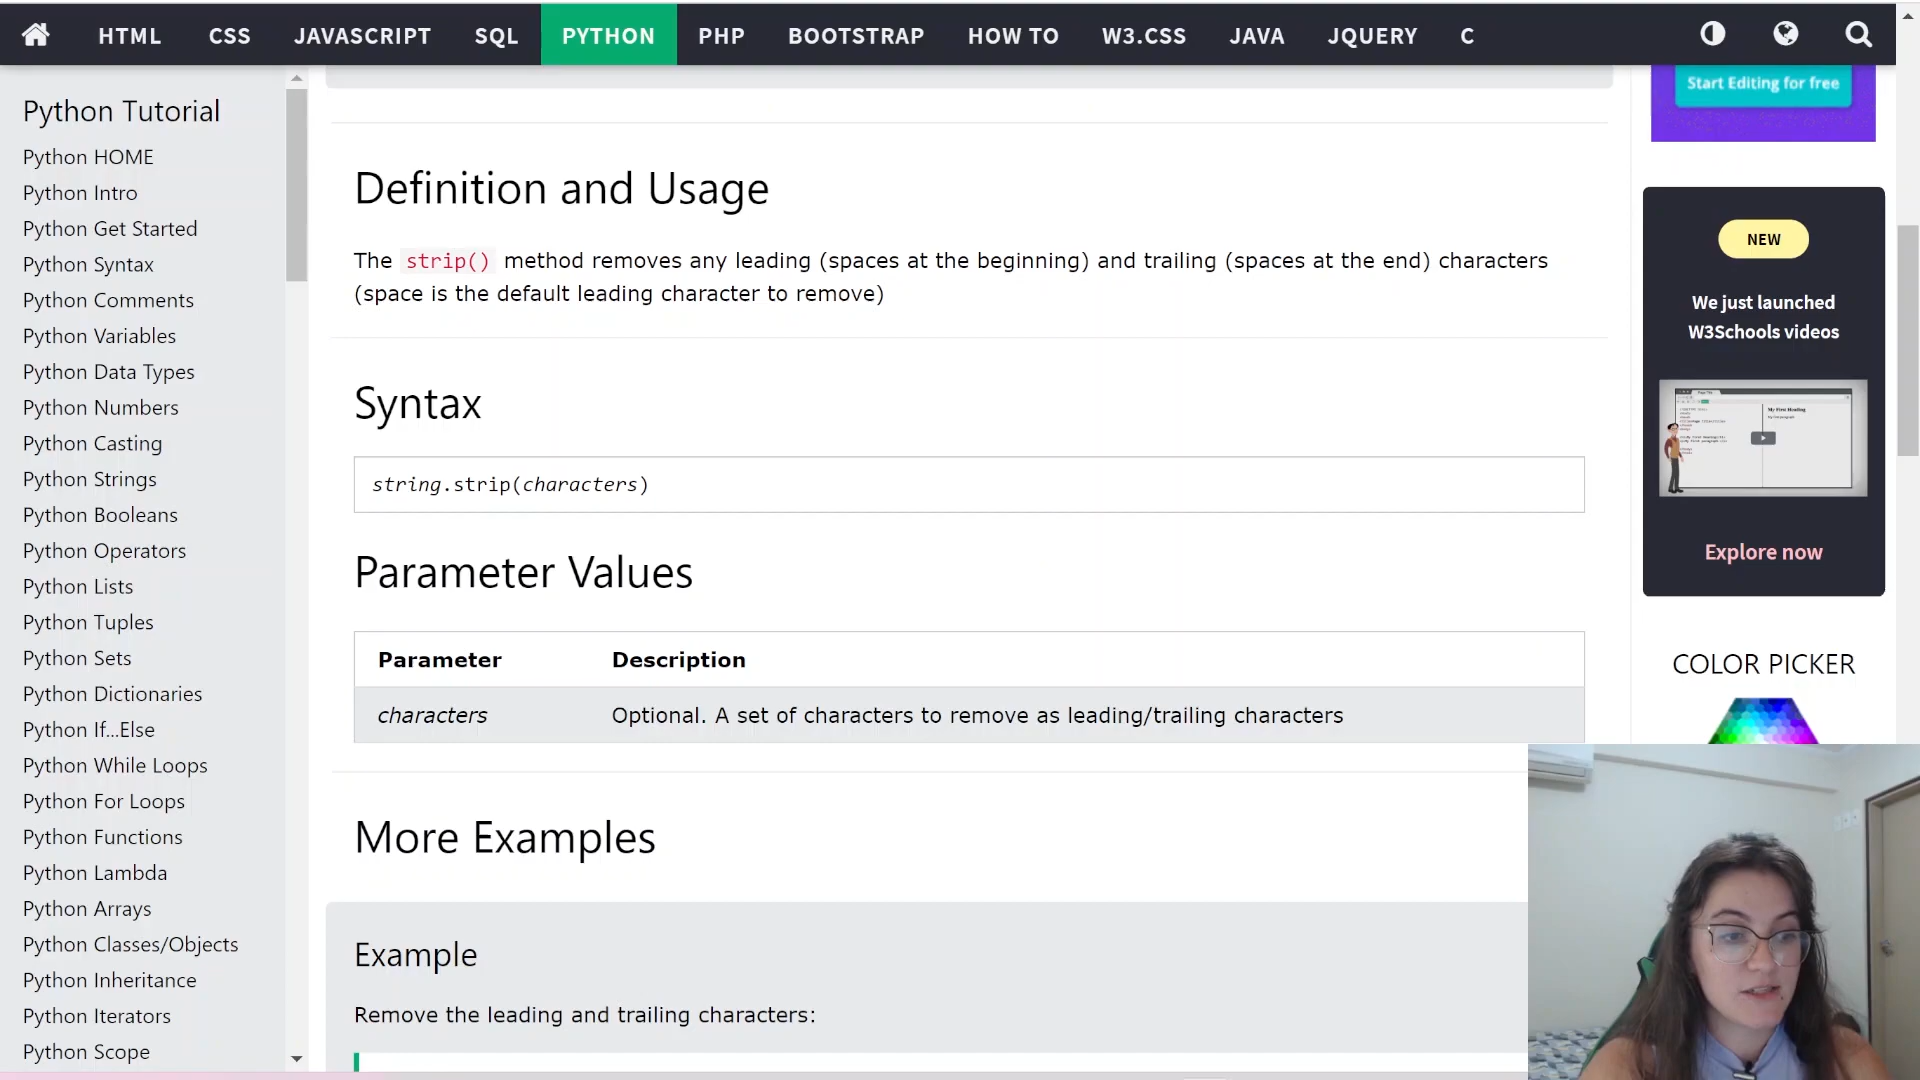 HTML CSS JAVASCRIPT SQL PYTHON PHP BOOTSTRAP HOW TO W3.CSS JAVA JQUERY C
Python Tutorial
Python HOME
Python Intro
Python Get Started
Python Syntax
Python Comments
Python Variables
Python Data Types
Python Numbers
Python Casting
Python Strings
Python Booleans
Python Operators
Python Lists
Python Tuples
Python Sets
Python Dictionaries
Python If...Else
Python While Loops
Python For Loops
Python Functions
Python Lambda
Python Arrays
Python Classes/Objects
Python Inheritance
Python Iterators
Python Scope
Definition and Usage
The strip() method removes any leading (spaces at the beginning) and trailing (spaces at the end) characters
(space is the default leading character to remove)
Syntax
string.strip(characters)
Parameter Values
Parameter Description
characters Optional. A set of characters to remove as leading/trailing characters
More Examples
Example
Remove the leading and trailing characters:
Start Editing for free
NEW
We just launched
W3Schools videos
My First Heading
Explore now
COLOR PICKER